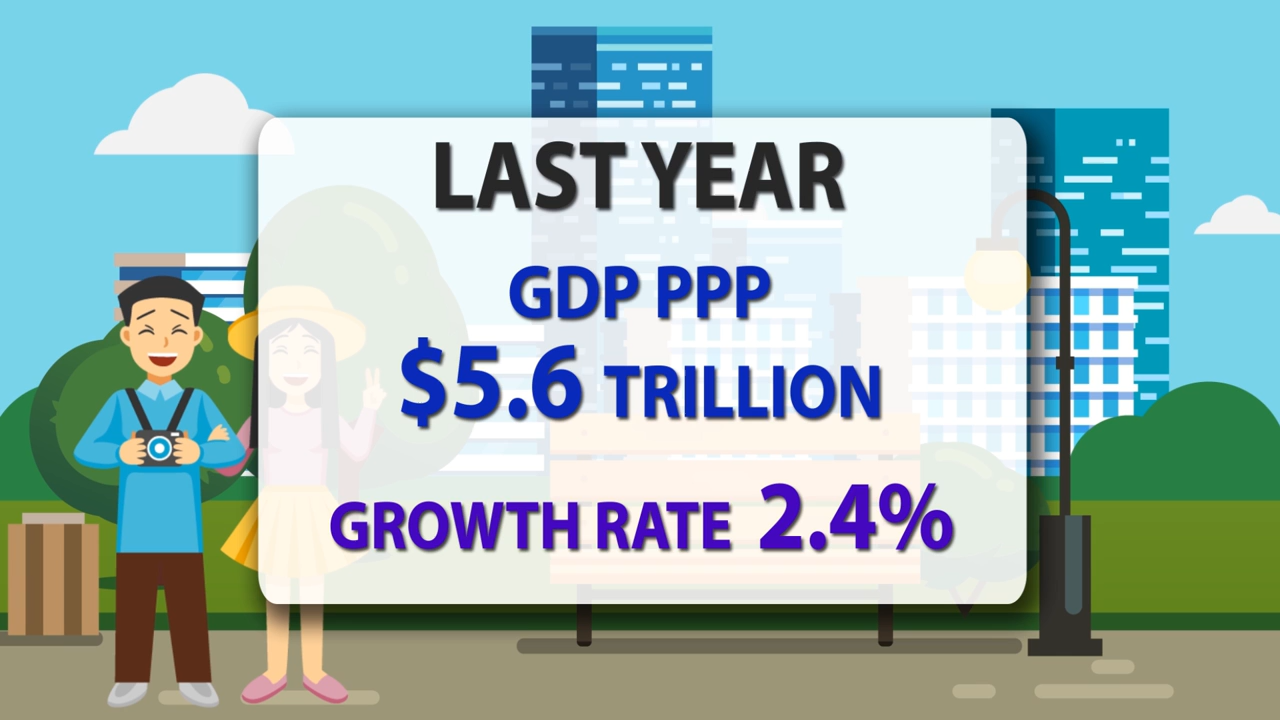 LAST YEAR
GDP PPP
$5.6 TRILLION
GROWTH RATE 2.4%